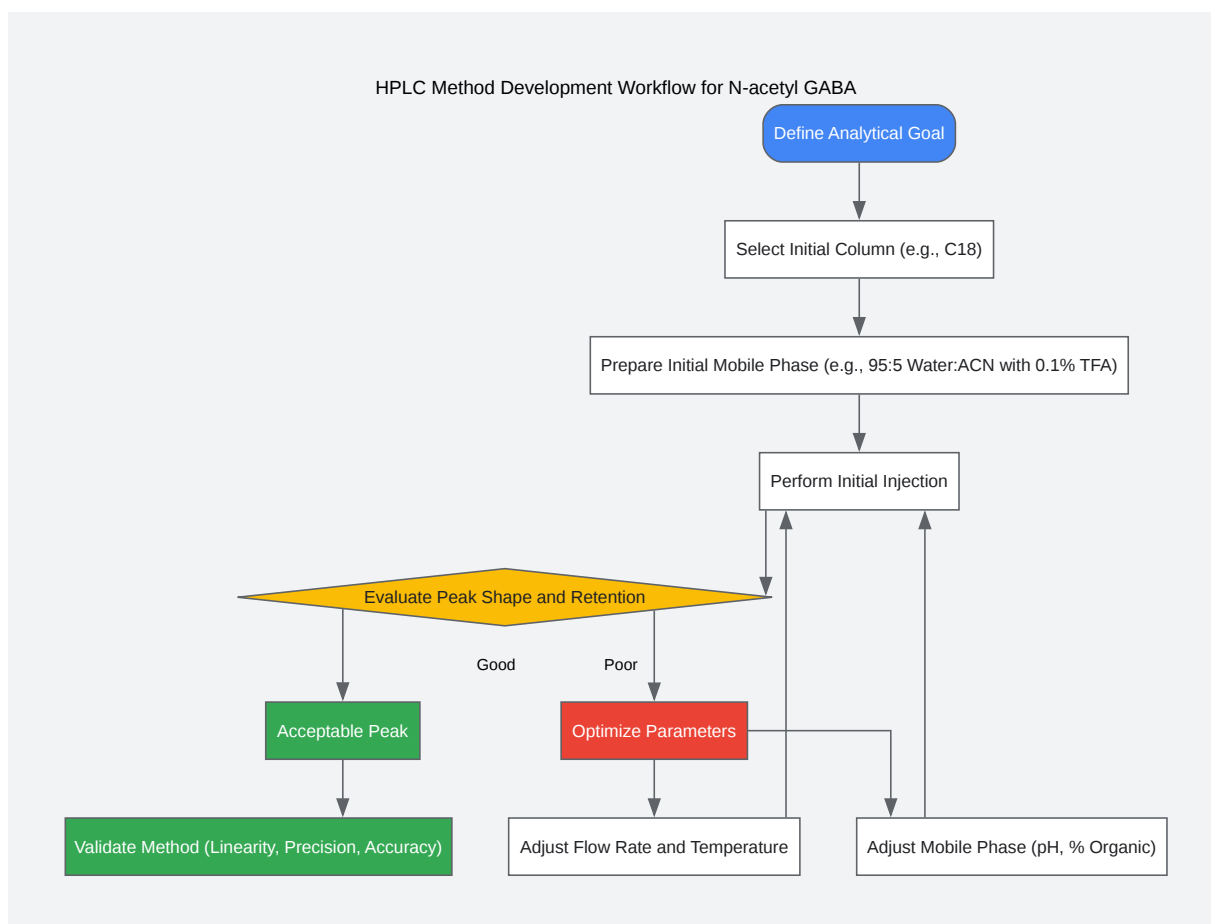 HPLC Method Development Workflow for N-acetyl GABA
Define Analytical Goal
Select Initial Column (e.g., C18)
Prepare Initial Mobile Phase (e.g., 95:5 Water:ACN with 0.1% TFA)
Perform Initial Injection
Evaluate Peak Shape and Retention
Good
Poor
Acceptable Peak
Optimize Parameters
Validate Method (Linearity, Precision, Accuracy)
Adjust Flow Rate and Temperature
Adjust Mobile Phase (pH, % Organic)